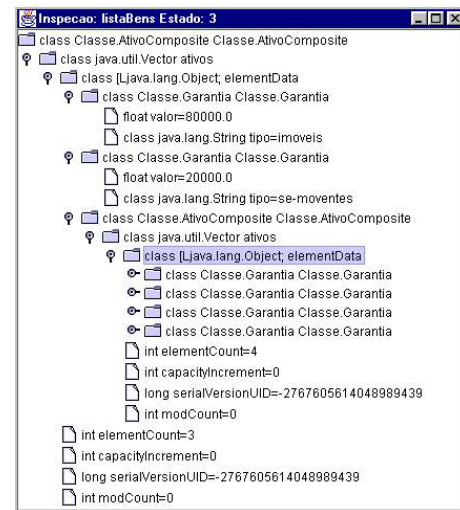 Inspecao: listaBens Estado: 3
class Classe.AtivoComposite Classe.AtivoComposite
class java.util.Vector ativos
class [Ljava.lang.Object; elementData
class Classe.Garantia Classe.Garantia
float valor=80000.0
class java.lang.String tipo=imoveis
class Classe.Garantia Classe.Garantia
float valor=20000.0
class java.lang.String tipo=se-moventes
class Classe.AtivoComposite Classe.AtivoComposite
class java.util.Vector ativos
class [Ljava.lang.Object; elementData
class Classe.Garantia Classe.Garantia
class Classe.Garantia Classe.Garantia
class Classe.Garantia Classe.Garantia
class Classe.Garantia Classe.Garantia
int elementCount=4
int capacityIncrement=0
long serialVersionUID=-2767605614048989439
int modCount=0
int elementCount=3
int capacityIncrement=0
long serialVersionUID=-2767605614048989439
int modCount=0